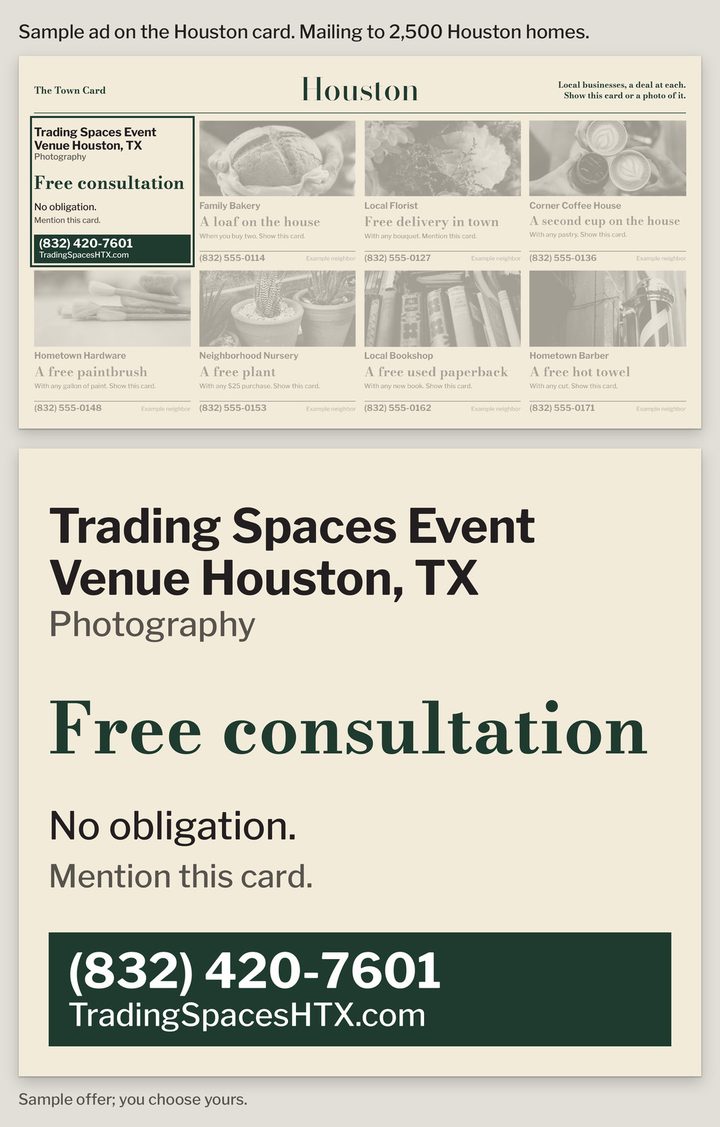 Sample ad on the Houston card. Mailing to 2,500 Houston homes.
The Town Card
Houston
Local businesses, a deal at each.
Show this card or a photo of it.
Trading Spaces Event
Venue Houston, TX
Photography
Free consultation
No obligation.
Mention this card.
(832) 420-7601
TradingSpacesHTX.com
Family Bakery
A loaf on the house
When you buy two. Show this card.
(832) 555-0114
Example neighbor
Local Florist
Free delivery in town
With any bouquet. Mention this card.
(832) 555-0127
Example neighbor
Corner Coffee House
A second cup on the house
With any pastry. Show this card.
(832) 555-0136
Example neighbor
Hometown Hardware
A free paintbrush
With any gallon of paint. Show this card.
(832) 555-0148
Example neighbor
Neighborhood Nursery
A free plant
With any $25 purchase. Show this card.
(832) 555-0153
Example neighbor
Local Bookshop
A free used paperback
With any new book. Show this card.
(832) 555-0162
Example neighbor
Hometown Barber
A free hot towel
With any cut. Show this card.
(832) 555-0171
Example neighbor
Trading Spaces Event
Venue Houston, TX
Photography
Free consultation
No obligation.
Mention this card.
(832) 420-7601
TradingSpacesHTX.com
Sample offer; you choose yours.